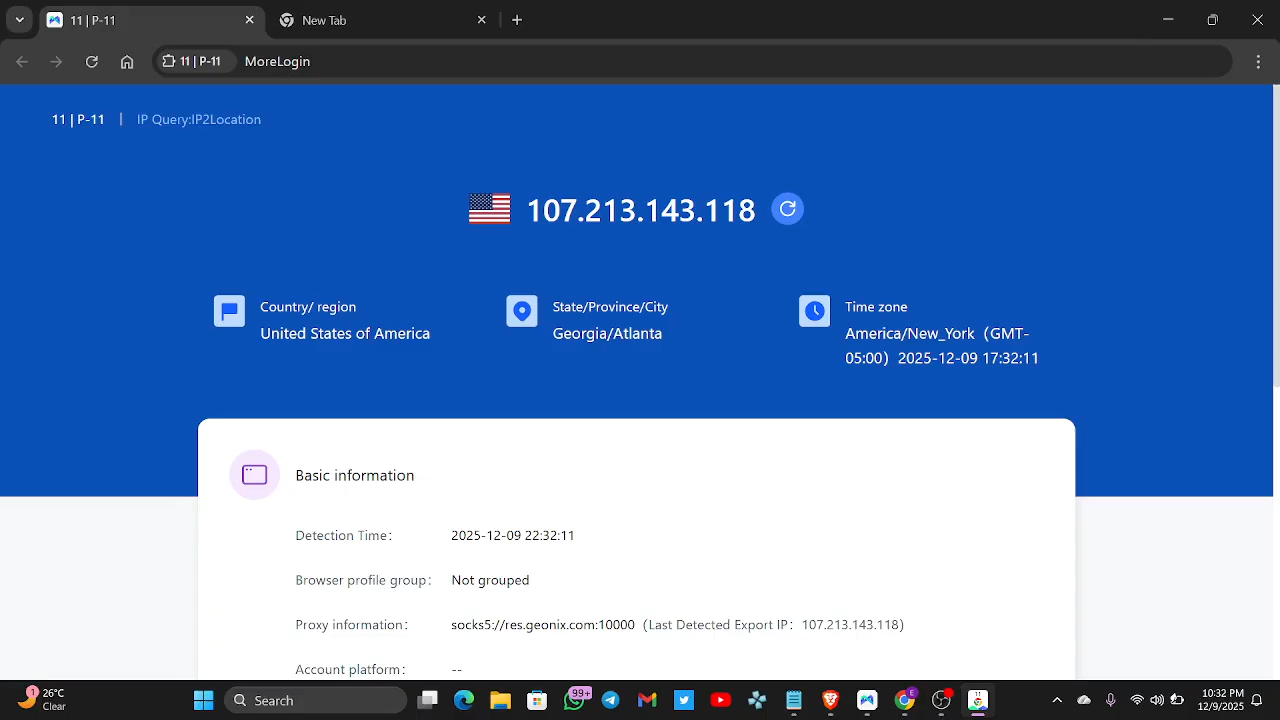 11 | P-11
New Tab
11 | P-11
MoreLogin
11 | P-11 | IP Query:IP2Location
107.213.143.118
Country/ region
United States of America
State/Province/City
Georgia/Atlanta
Time zone
America/New_York（GMT-
05:00）2025-12-09 17:32:11
Basic information
Detection Time： 2025-12-09 22:32:11
Browser profile group： Not grouped
Proxy information： socks5://res.geonix.com:10000（Last Detected Export IP：107.213.143.118）
Account platform： --
1
26°C
Clear
Search
99+
E
10:32 PM
12/9/2025